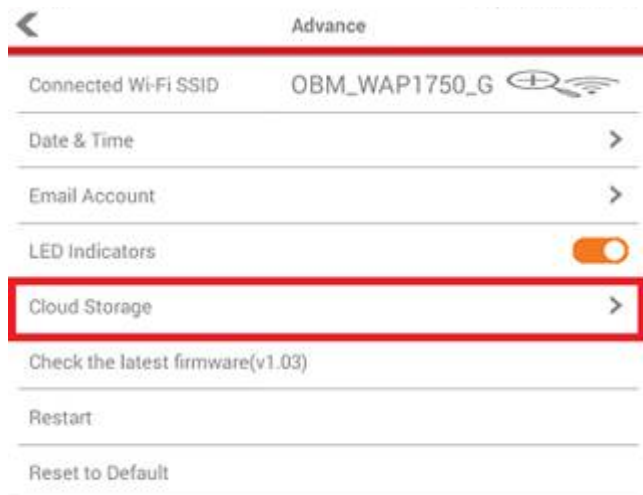 Advance
Connected Wi-Fi SSID OBM_WAP1750_G
Date & Time
Email Account
LED Indicators
Cloud Storage
Check the latest firmware(v1.03)
Restart
Reset to Default